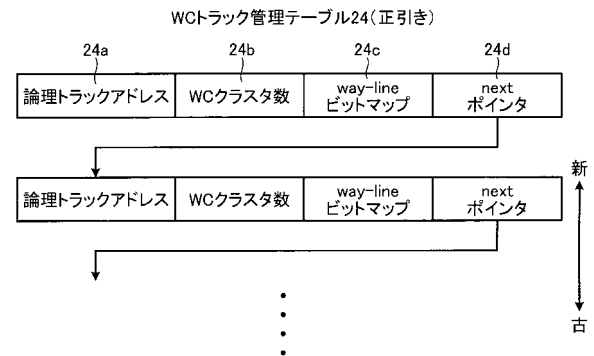 WCトラック管理テーブル24(正引き)
24a 24b 24c 24d
論理トラックアドレス WCクラスタ数 way-line ビットマップ next ポインタ
論理トラックアドレス WCクラスタ数 way-line ビットマップ next ポインタ
新
古